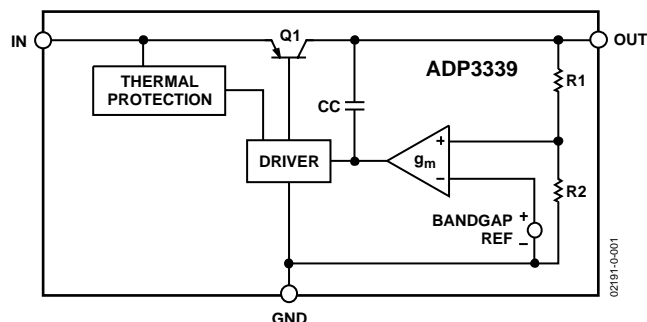 IN
Q1
OUT
THERMAL
PROTECTION
ADP3339
R1
CC
DRIVER
+
gm
–
R2
BANDGAP
REF
+
–
GND
02191-0-001